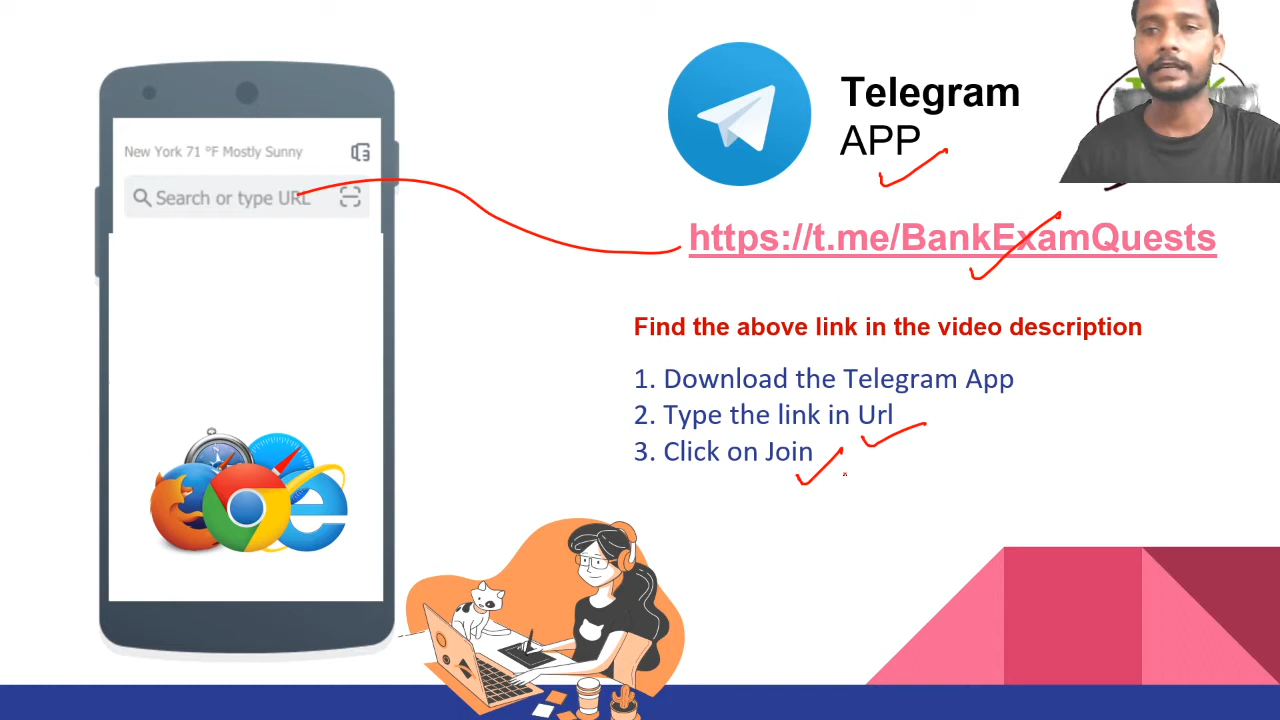 New York 71 °F Mostly Sunny
Search or type URL
Telegram
APP
https://t.me/BankExamQuests
Find the above link in the video description
1. Download the Telegram App
2. Type the link in Url
3. Click on Join